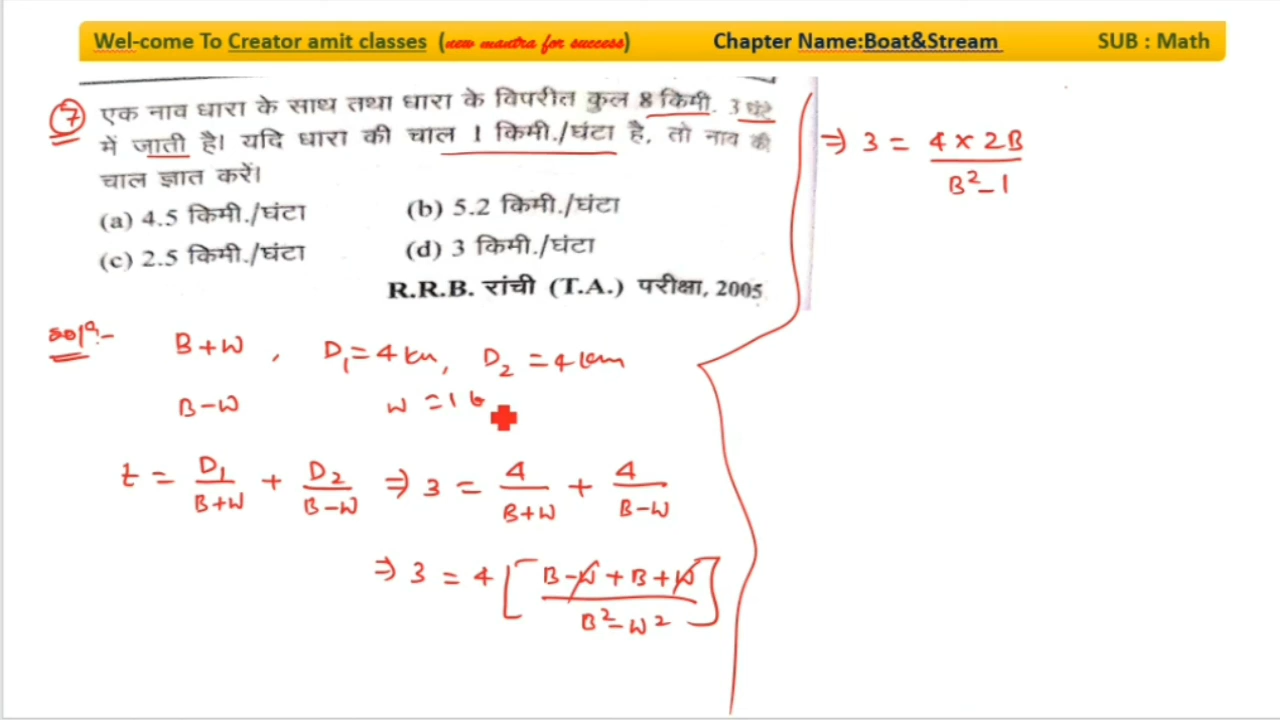 Wel-come To Creator amit classes (new mantra for success) Chapter Name:Boat&Stream SUB : Math
7 एक नाव धारा के साथ तथा धारा के विपरीत कुल 8 किमी. 3 घंटे
में जाती है। यदि धारा की चाल 1 किमी./घंटा है, तो नाव की
चाल ज्ञात करें।
(a) 4.5 किमी./घंटा (b) 5.2 किमी./घंटा
(c) 2.5 किमी./घंटा (d) 3 किमी./घंटा
R.R.B. रांची (T.A.) परीक्षा, 2005
Solⁿ:-
B+W , D₁ = 4 km, D₂ = 4 km
B-W W = 1 k
t = D₁/(B+W) + D₂/(B-W) ⇒ 3 = 4/(B+W) + 4/(B-W)
⇒ 3 = 4 [(B-W+B+W)/(B²-W²)]
⇒ 3 = (4 × 2B)/(B²-1)